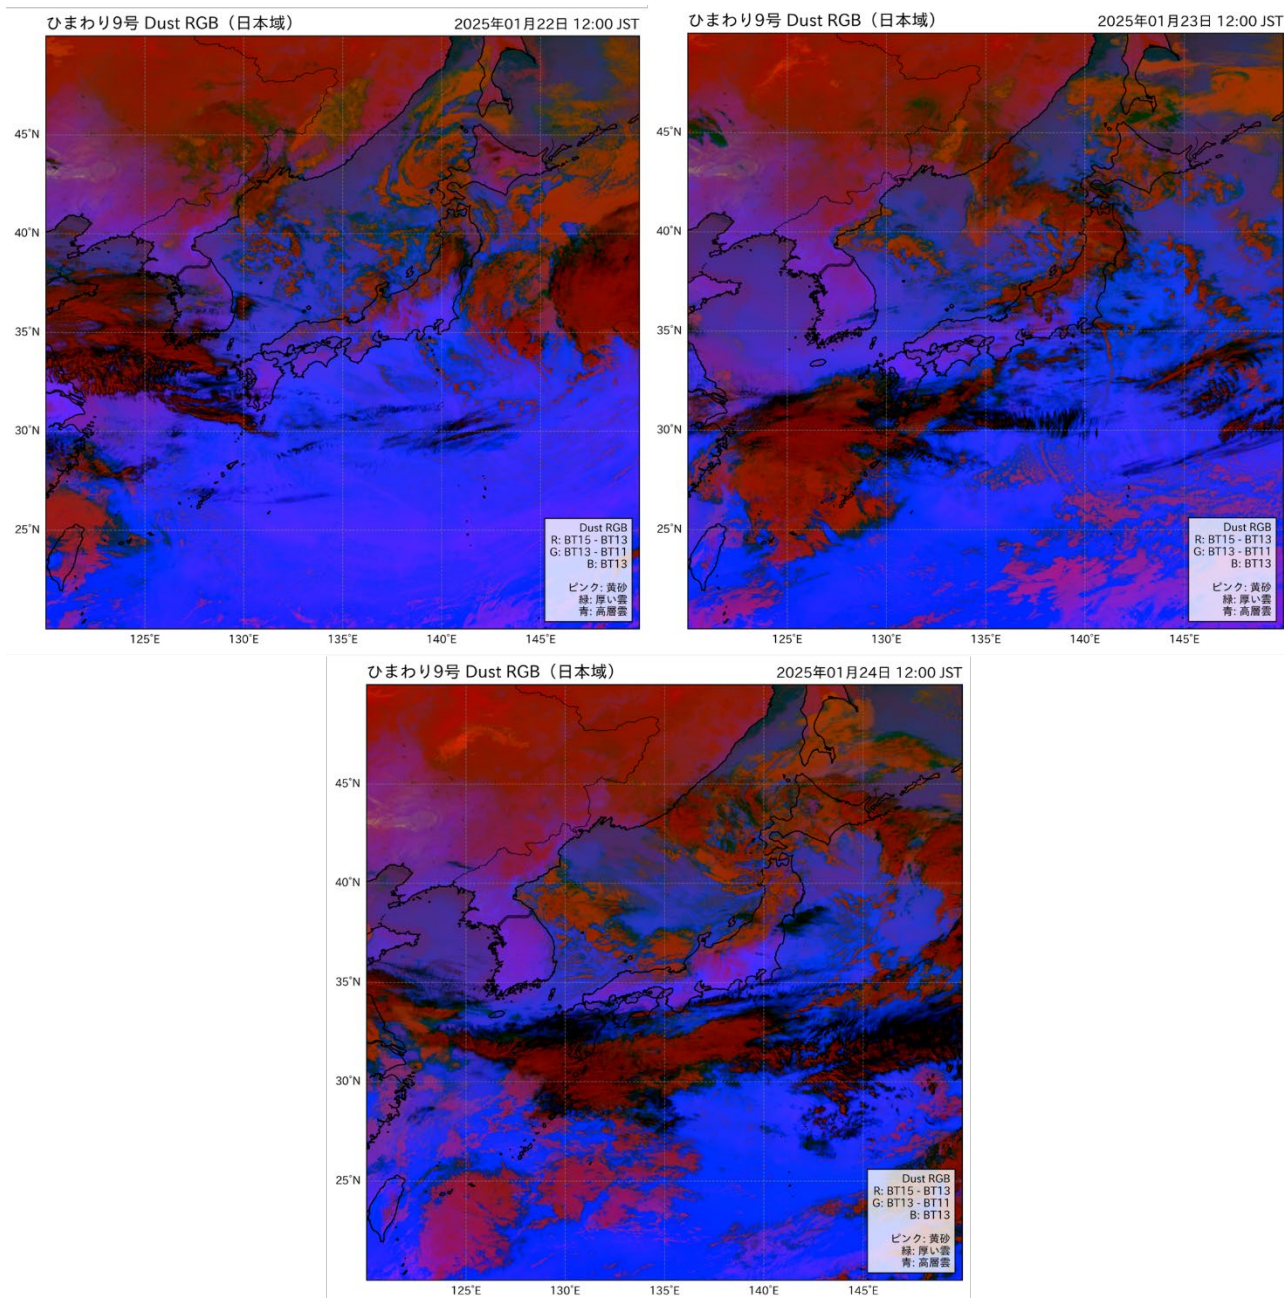 ひまわり9号 Dust RGB（日本域） 2025年01月22日 12:00 JST
45°N
40°N
35°N
30°N
25°N
125°E 130°E 135°E 140°E 145°E
Dust RGB
R: BT15 - BT13
G: BT13 - BT11
B: BT13
ピンク: 黄砂
緑: 厚い雲
青: 高層雲
ひまわり9号 Dust RGB（日本域） 2025年01月23日 12:00 JST
45°N
40°N
35°N
30°N
25°N
125°E 130°E 135°E 140°E 145°E
Dust RGB
R: BT15 - BT13
G: BT13 - BT11
B: BT13
ピンク: 黄砂
緑: 厚い雲
青: 高層雲
ひまわり9号 Dust RGB（日本域） 2025年01月24日 12:00 JST
45°N
40°N
35°N
30°N
25°N
125°E 130°E 135°E 140°E 145°E
Dust RGB
R: BT15 - BT13
G: BT13 - BT11
B: BT13
ピンク: 黄砂
緑: 厚い雲
青: 高層雲